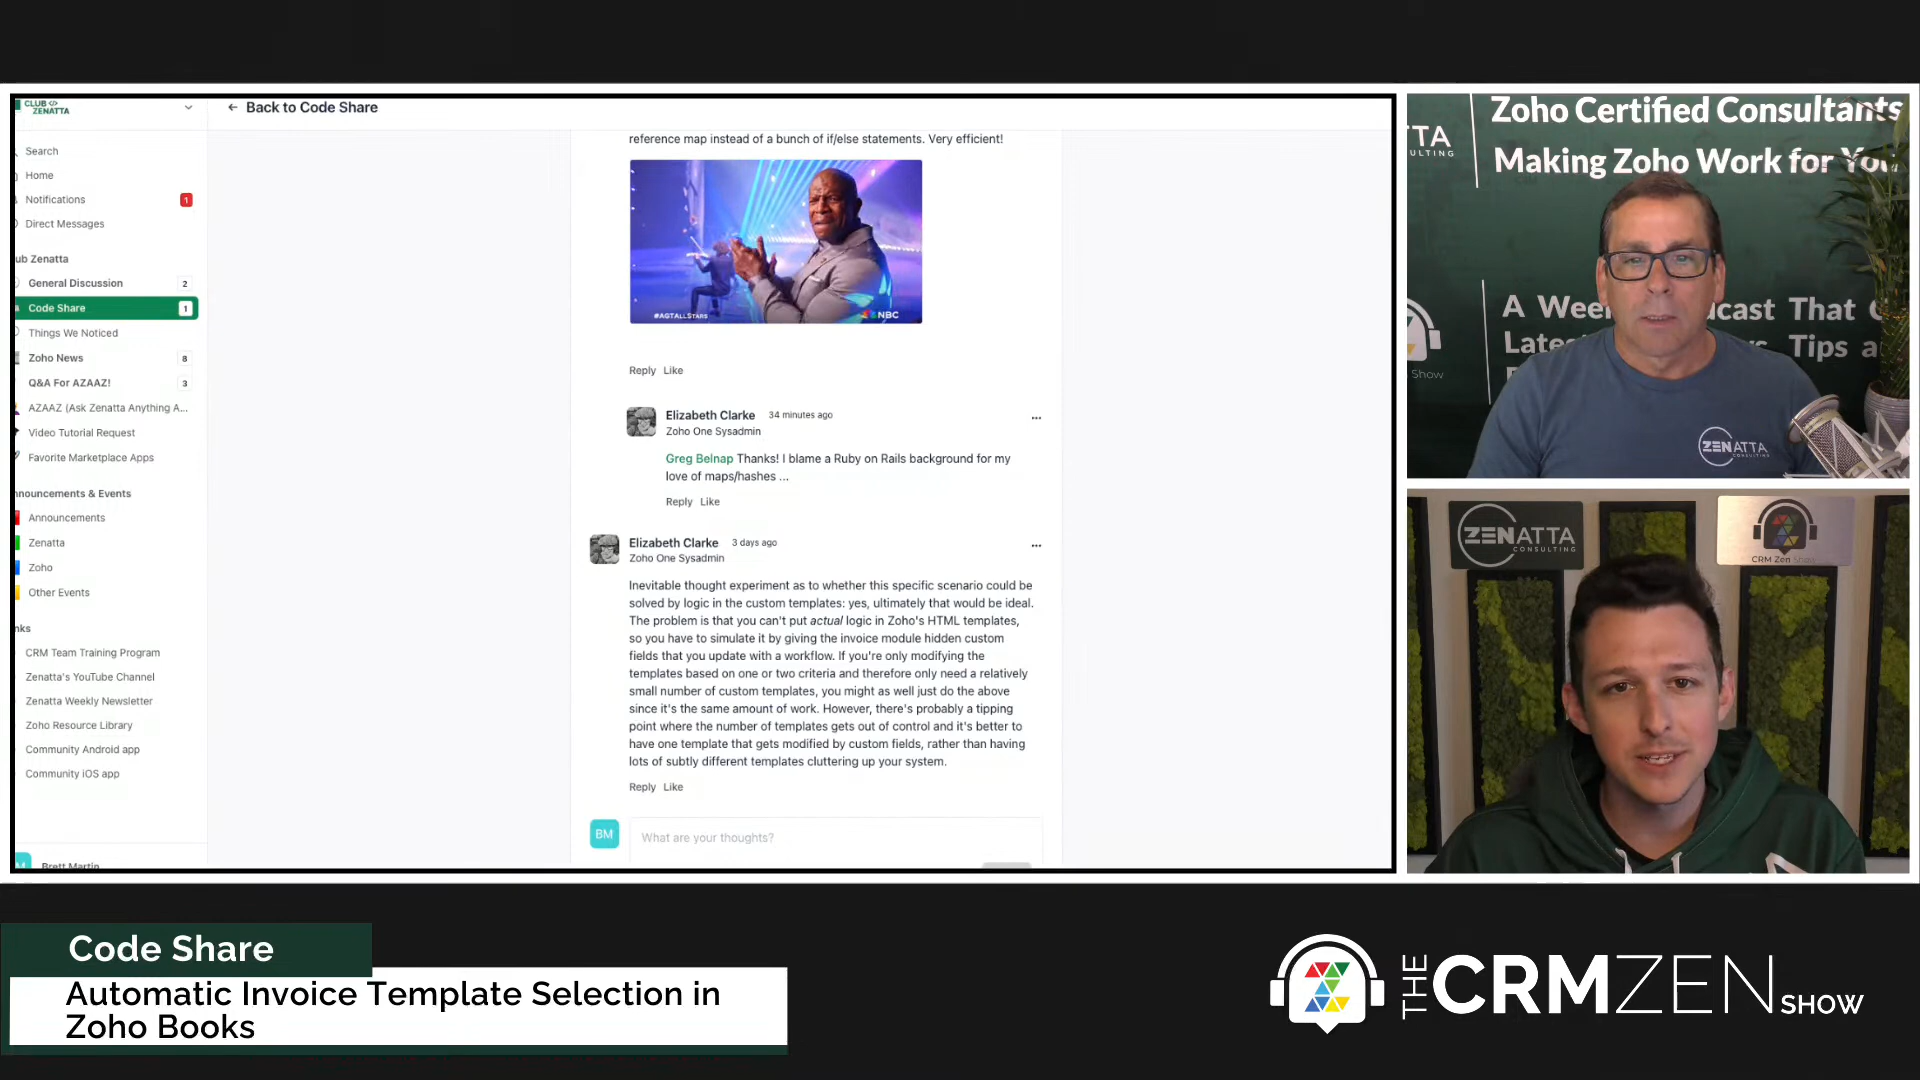 CLUB </>
ZENATTA
Search
Home
Notifications
1
Direct Messages
ub Zenatta
General Discussion
2
Code Share
1
Things We Noticed
Zoho News
8
Q&A For AZAAZ!
3
AZAAZ (Ask Zenatta Anything A...
Video Tutorial Request
Favorite Marketplace Apps
nnouncements & Events
Announcements
Zenatta
Zoho
Other Events
nks
CRM Team Training Program
Zenatta's YouTube Channel
Zenatta Weekly Newsletter
Zoho Resource Library
Community Android app
Community iOS app
Brett Martin
← Back to Code Share
reference map instead of a bunch of if/else statements. Very efficient!
#AGTALLSTARS
NBC
Reply Like
Elizabeth Clarke 34 minutes ago
Zoho One Sysadmin
Greg Belnap Thanks! I blame a Ruby on Rails background for my
love of maps/hashes ...
Reply Like
Elizabeth Clarke 3 days ago
Zoho One Sysadmin
Inevitable thought experiment as to whether this specific scenario could be
solved by logic in the custom templates: yes, ultimately that would be ideal.
The problem is that you can't put actual logic in Zoho's HTML templates,
so you have to simulate it by giving the invoice module hidden custom
fields that you update with a workflow. If you're only modifying the
templates based on one or two criteria and therefore only need a relatively
small number of custom templates, you might as well just do the above
since it's the same amount of work. However, there's probably a tipping
point where the number of templates gets out of control and it's better to
have one template that gets modified by custom fields, rather than having
lots of subtly different templates cluttering up your system.
Reply Like
BM
What are your thoughts?
TTA
ULTING
Zoho Certified Consultants
Making Zoho Work for You
A Wee
cast That
Late
Tips a
Show
ZENATTA
CONSULTING
ZENATTA
CONSULTING
CRM Zen Show
Code Share
Automatic Invoice Template Selection in
Zoho Books
THE CRMZEN SHOW